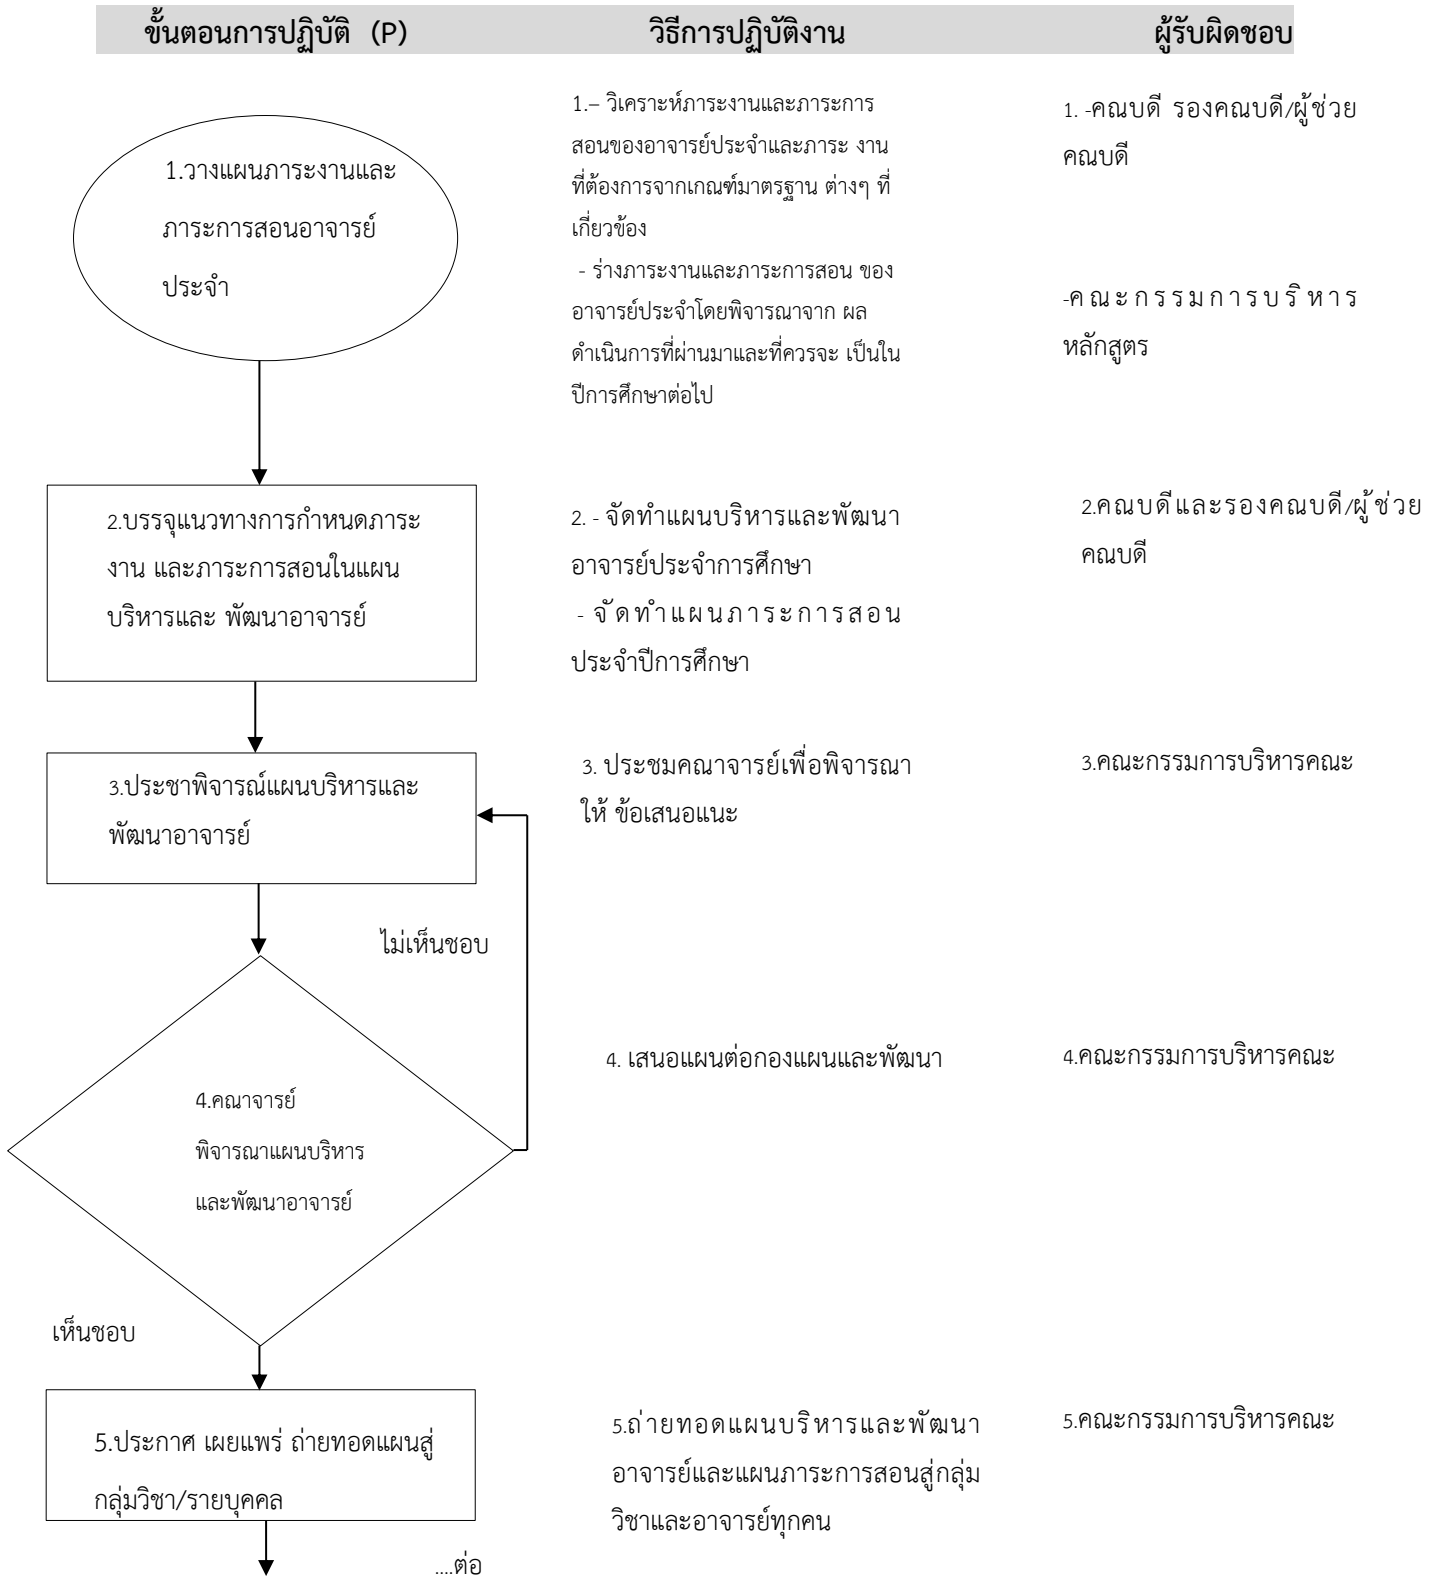 ขั้นตอนการปฏิบัติ (P) วิธีการปฏิบัติงาน ผู้รับผิดชอบ
1.วางแผนภาระงานและ
ภาระการสอนอาจารย์
ประจำ
1.– วิเคราะห์ภาระงานและภาระการ
สอนของอาจารย์ประจำและภาระ งาน
ที่ต้องการจากเกณฑ์มาตรฐาน ต่างๆ ที่
เกี่ยวข้อง
- ร่างภาระงานและภาระการสอน ของ
อาจารย์ประจำโดยพิจารณาจาก ผล
ดำเนินการที่ผ่านมาและที่ควรจะ เป็นใน
ปีการศึกษาต่อไป
1. -คณบดี รองคณบดี/ผู้ช่วย
คณบดี
-คณะกรรมการบริหาร
หลักสูตร
2.บรรจุแนวทางการกำหนดภาระ
งาน และภาระการสอนในแผน
บริหารและ พัฒนาอาจารย์
2. - จัดทำแผนบริหารและพัฒนา
อาจารย์ประจำการศึกษา
- จัดทำแผนภาระการสอน
ประจำปีการศึกษา
2.คณบดีและรองคณบดี/ผู้ช่วย
คณบดี
3.ประชาพิจารณ์แผนบริหารและ
พัฒนาอาจารย์
3. ประชมคณาจารย์เพื่อพิจารณา
ให้ ข้อเสนอแนะ
3.คณะกรรมการบริหารคณะ
ไม่เห็นชอบ
4.คณาจารย์
พิจารณาแผนบริหาร
และพัฒนาอาจารย์
4. เสนอแผนต่อกองแผนและพัฒนา
4.คณะกรรมการบริหารคณะ
เห็นชอบ
5.ประกาศ เผยแพร่ ถ่ายทอดแผนสู่
กลุ่มวิชา/รายบุคคล
5.ถ่ายทอดแผนบริหารและพัฒนา
อาจารย์และแผนภาระการสอนสู่กลุ่ม
วิชาและอาจารย์ทุกคน
5.คณะกรรมการบริหารคณะ
....ต่อ